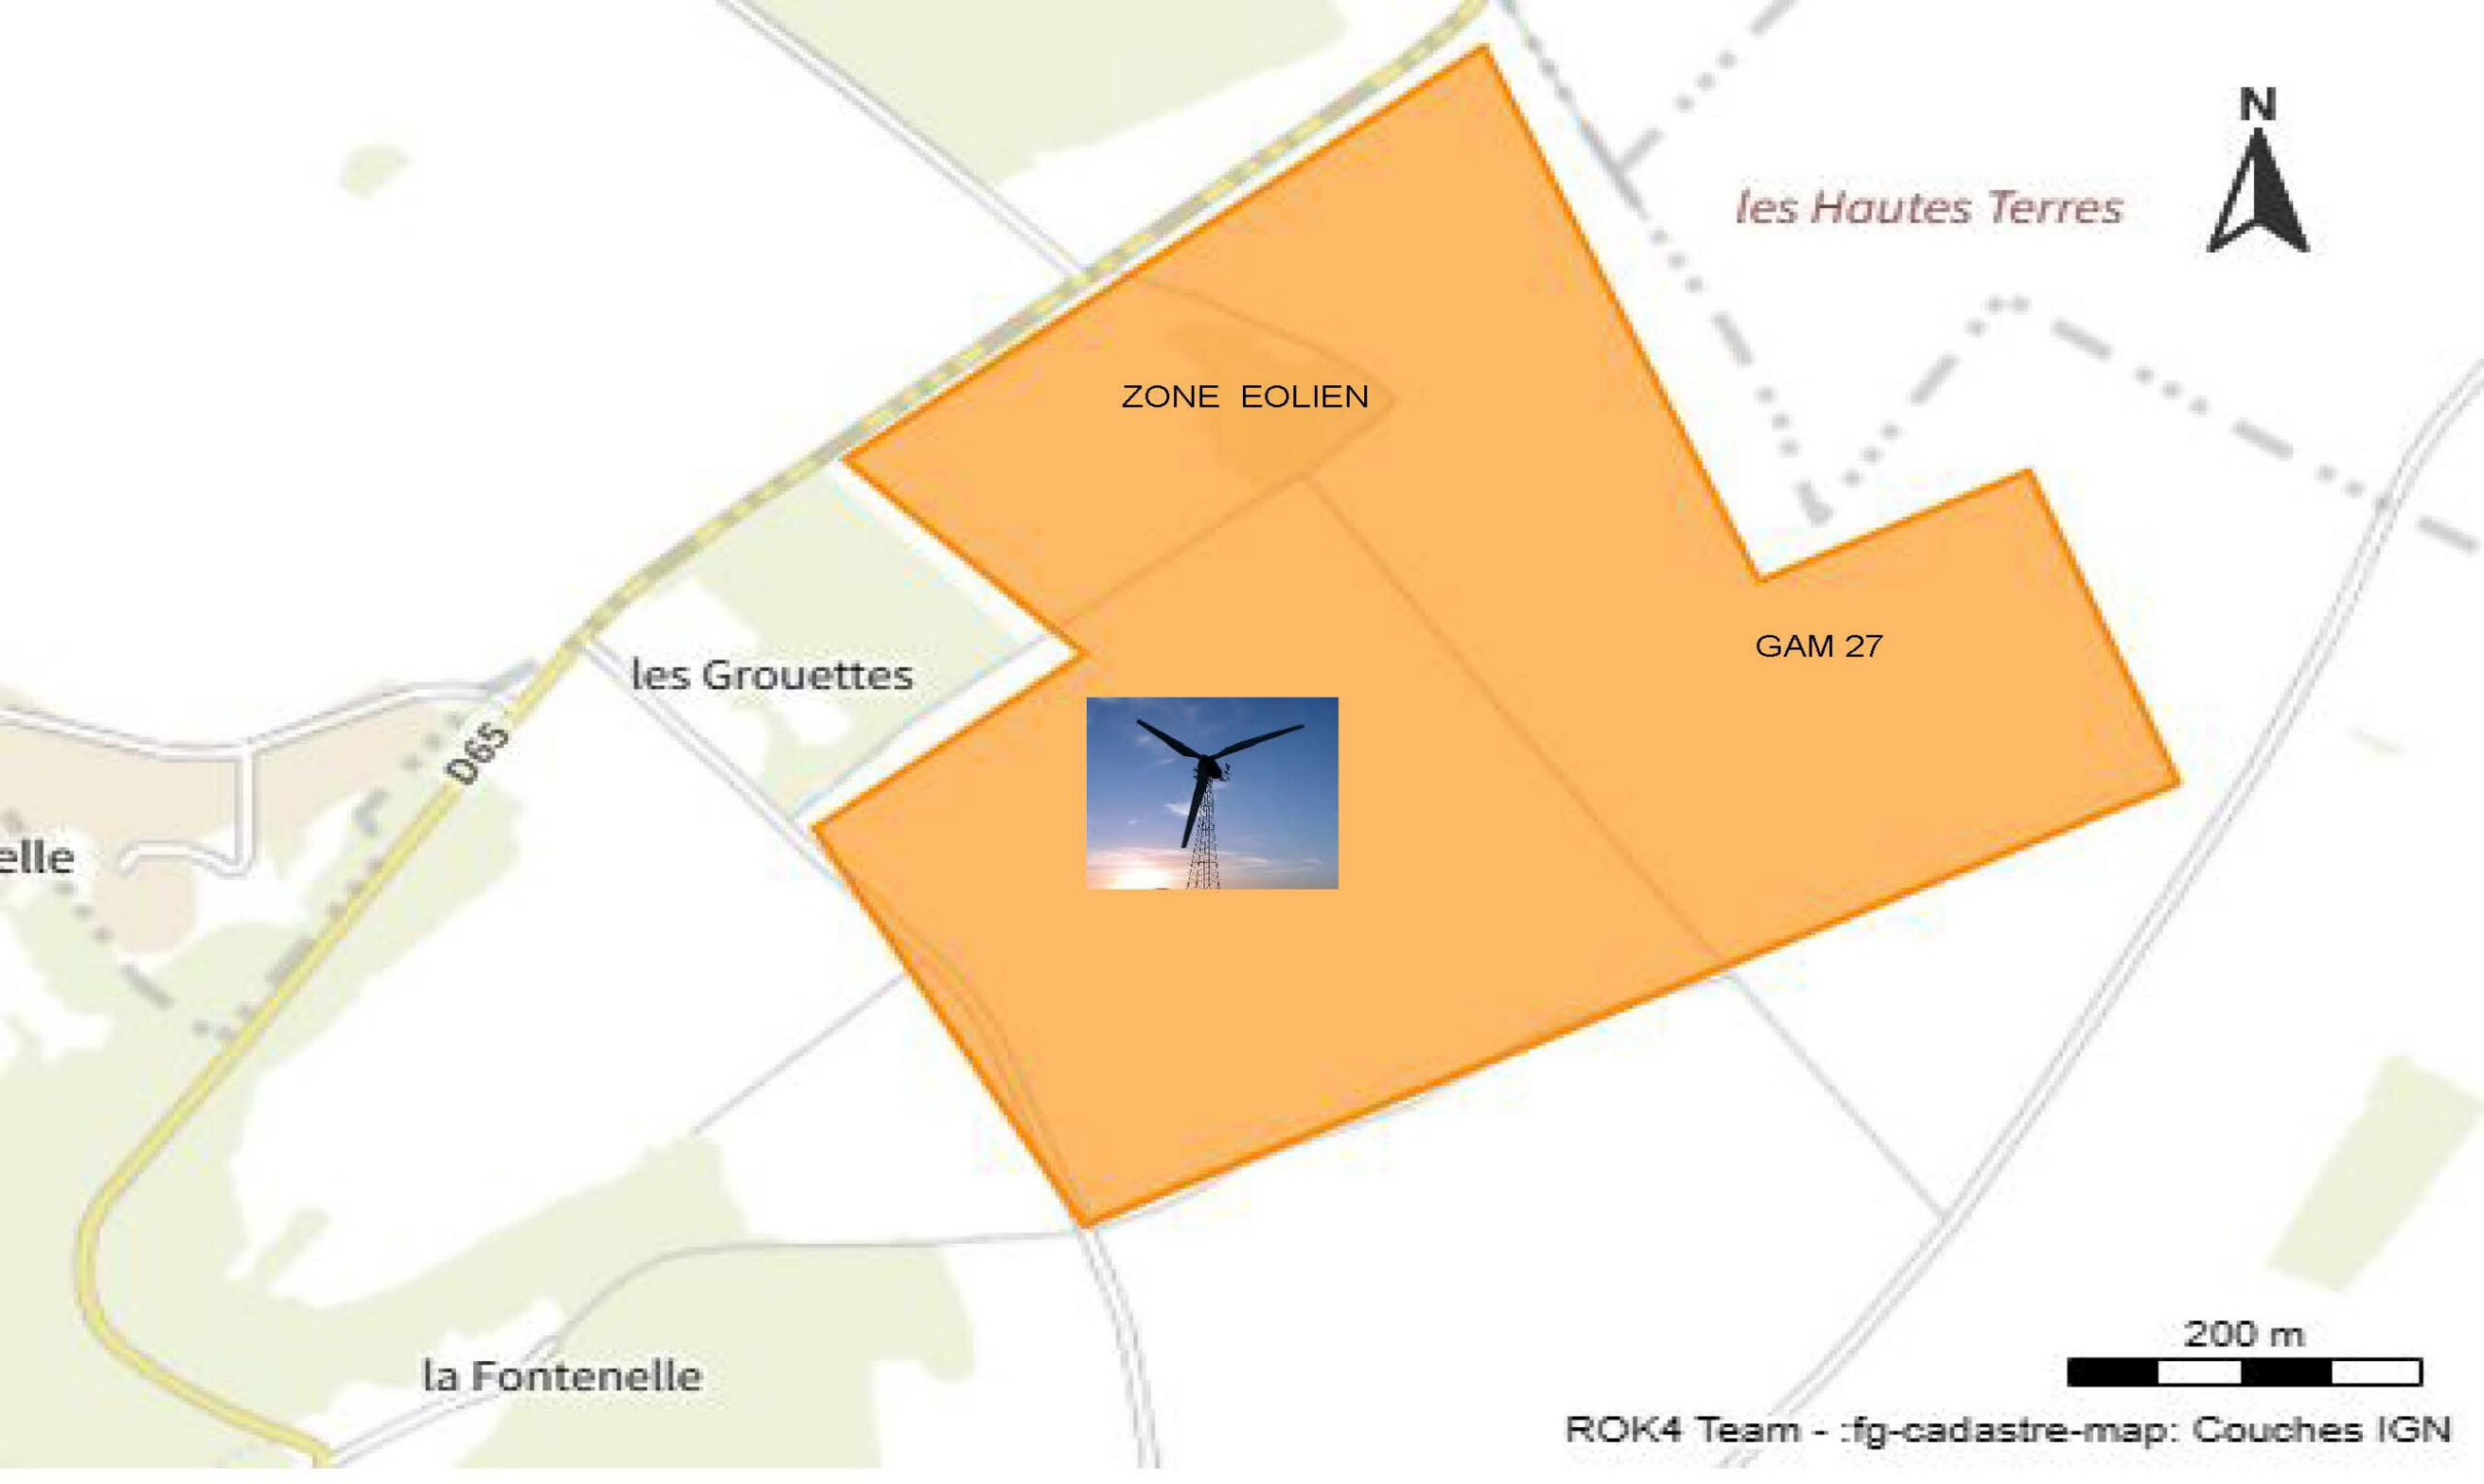 N
les Hautes Terres
ZONE EOLIEN
GAM 27
les Grouettes
D65
elle
la Fontenelle
200 m
ROK4 Team - :fg-cadastre-map: Couches IGN